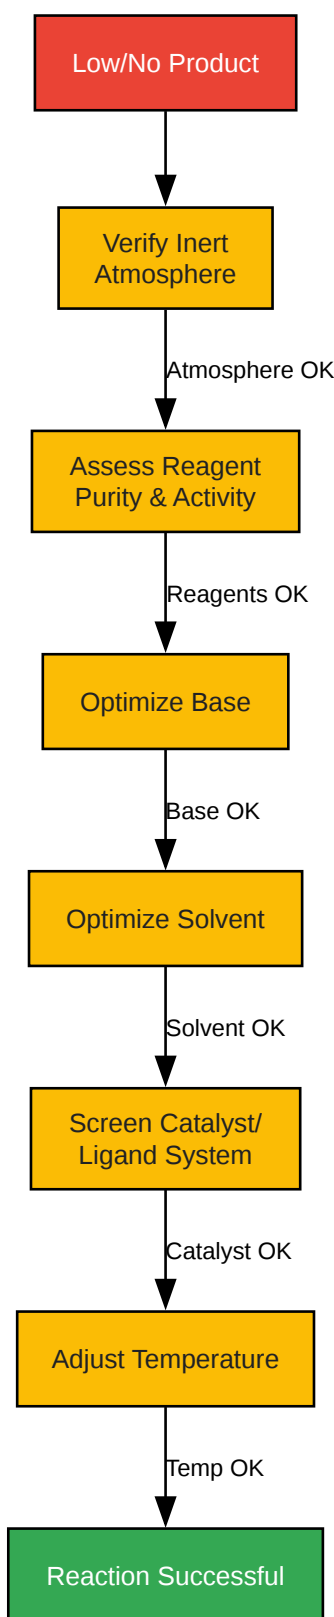 Low/No Product
Verify Inert
Atmosphere
Atmosphere OK
Assess Reagent
Purity & Activity
Reagents OK
Optimize Base
Base OK
Optimize Solvent
Solvent OK
Screen Catalyst/
Ligand System
Catalyst OK
Adjust Temperature
Temp OK
Reaction Successful